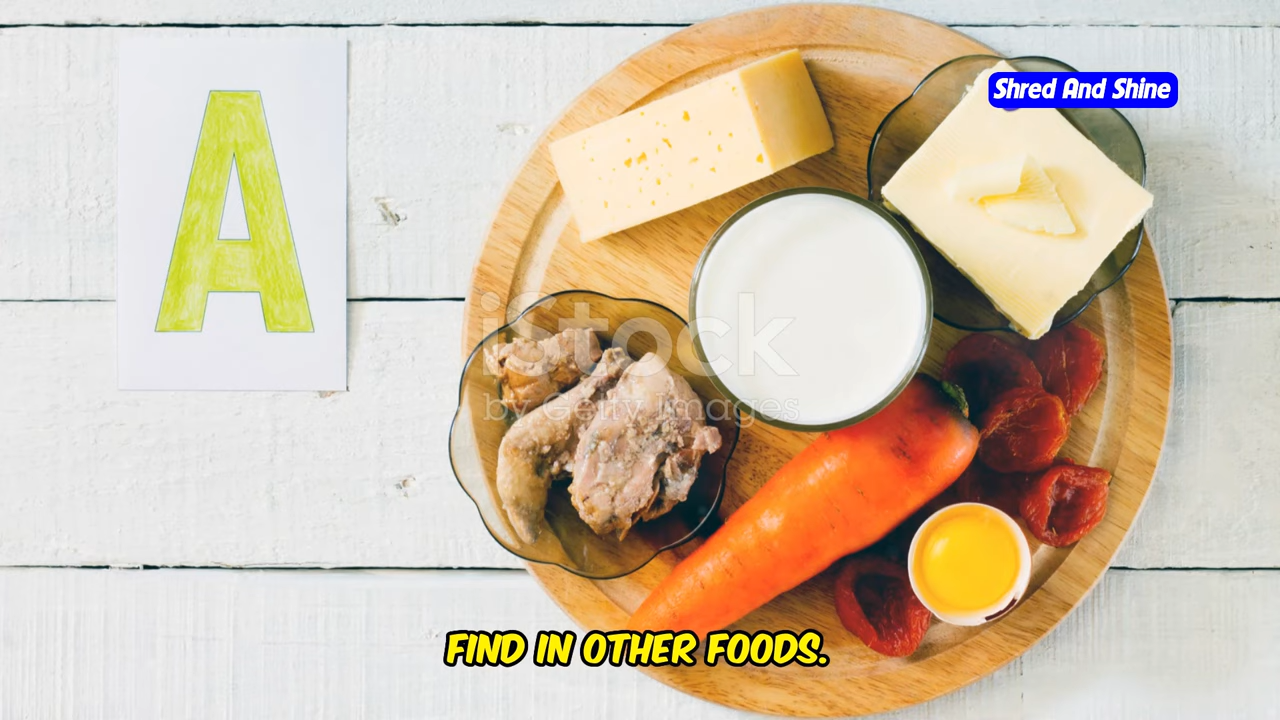 A
Shred And Shine
iStock
by Getty Images
FIND IN OTHER FOODS.